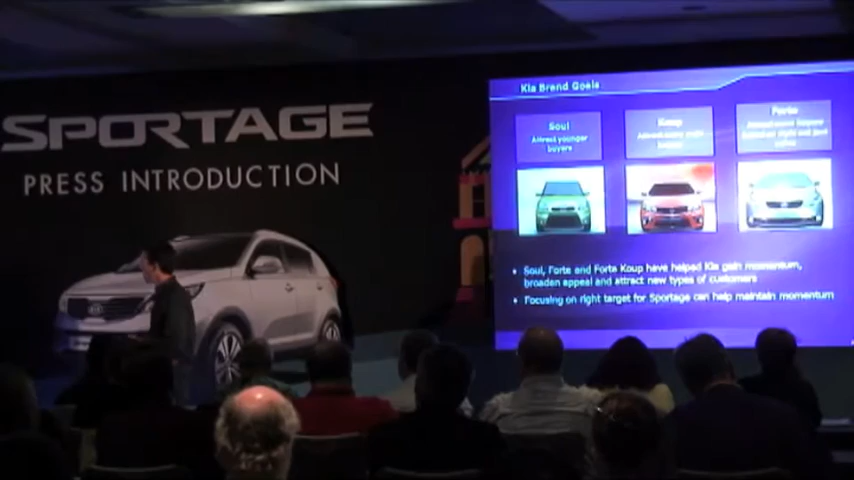 SPORTAGE
PRESS INTRODUCTION
Kia Brand Goals
Soul
Attract younger
buyers
Koup
Forte
• Soul, Forte and Forte Koup have helped Kia gain momentum,
broaden appeal and attract new types of customers
• Focusing on right target for Sportage can help maintain momentum